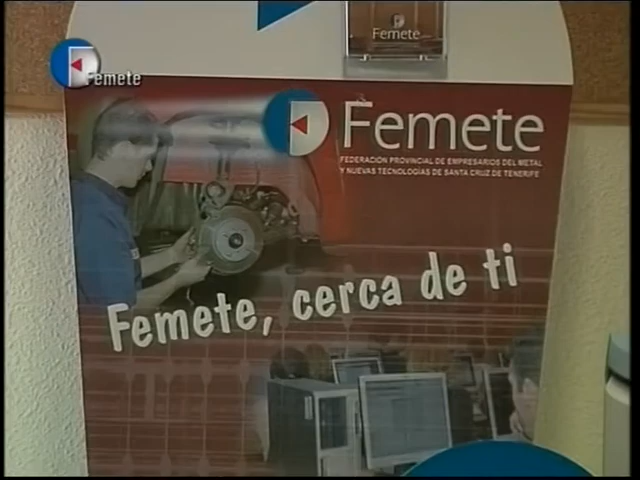 Femete
Femete
Femete
FEDERACIÓN PROVINCIAL DE EMPRESARIOS DEL METAL
Y NUEVAS TECNOLOGÍAS DE SANTA CRUZ DE TENERIFE
Femete, cerca de ti